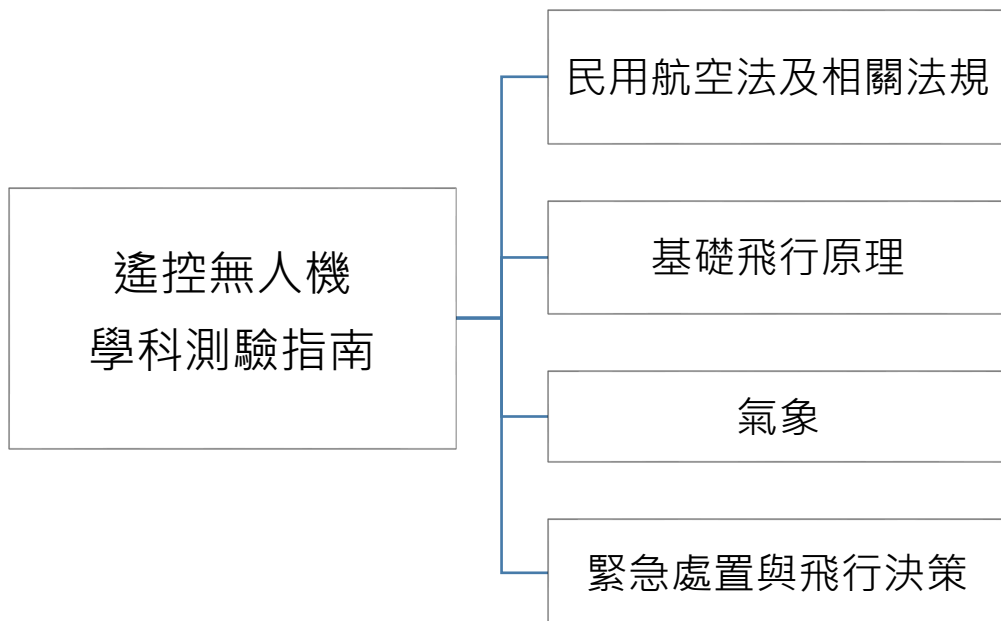 遙控無人機
學科測驗指南
民用航空法及相關法規
基礎飛行原理
氣象
緊急處置與飛行決策